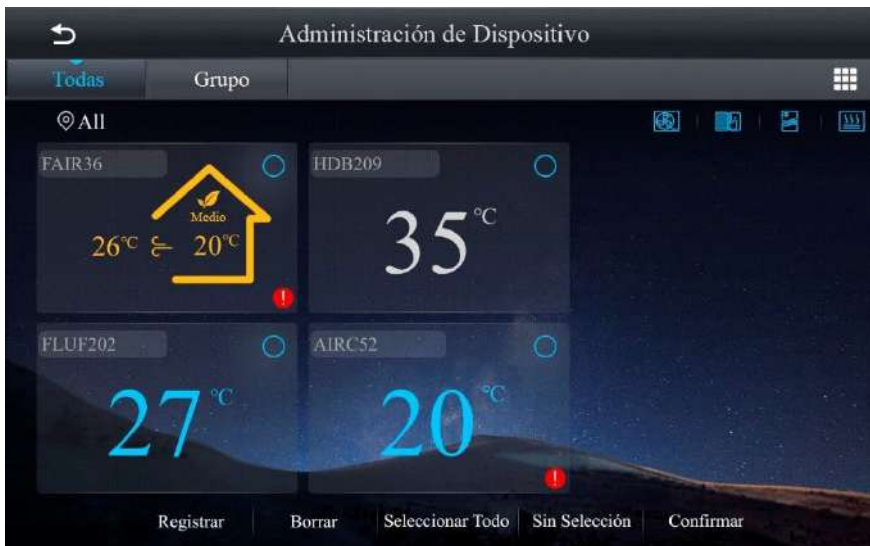 Administración de Dispositivo
Todas Grupo
All
FAIR36
Medio
26°C 20°C
HDB209
35°C
FLUF202
27°C
AIRC52
20°C
Registrar Borrar Seleccionar Todo Sin Selección Confirmar